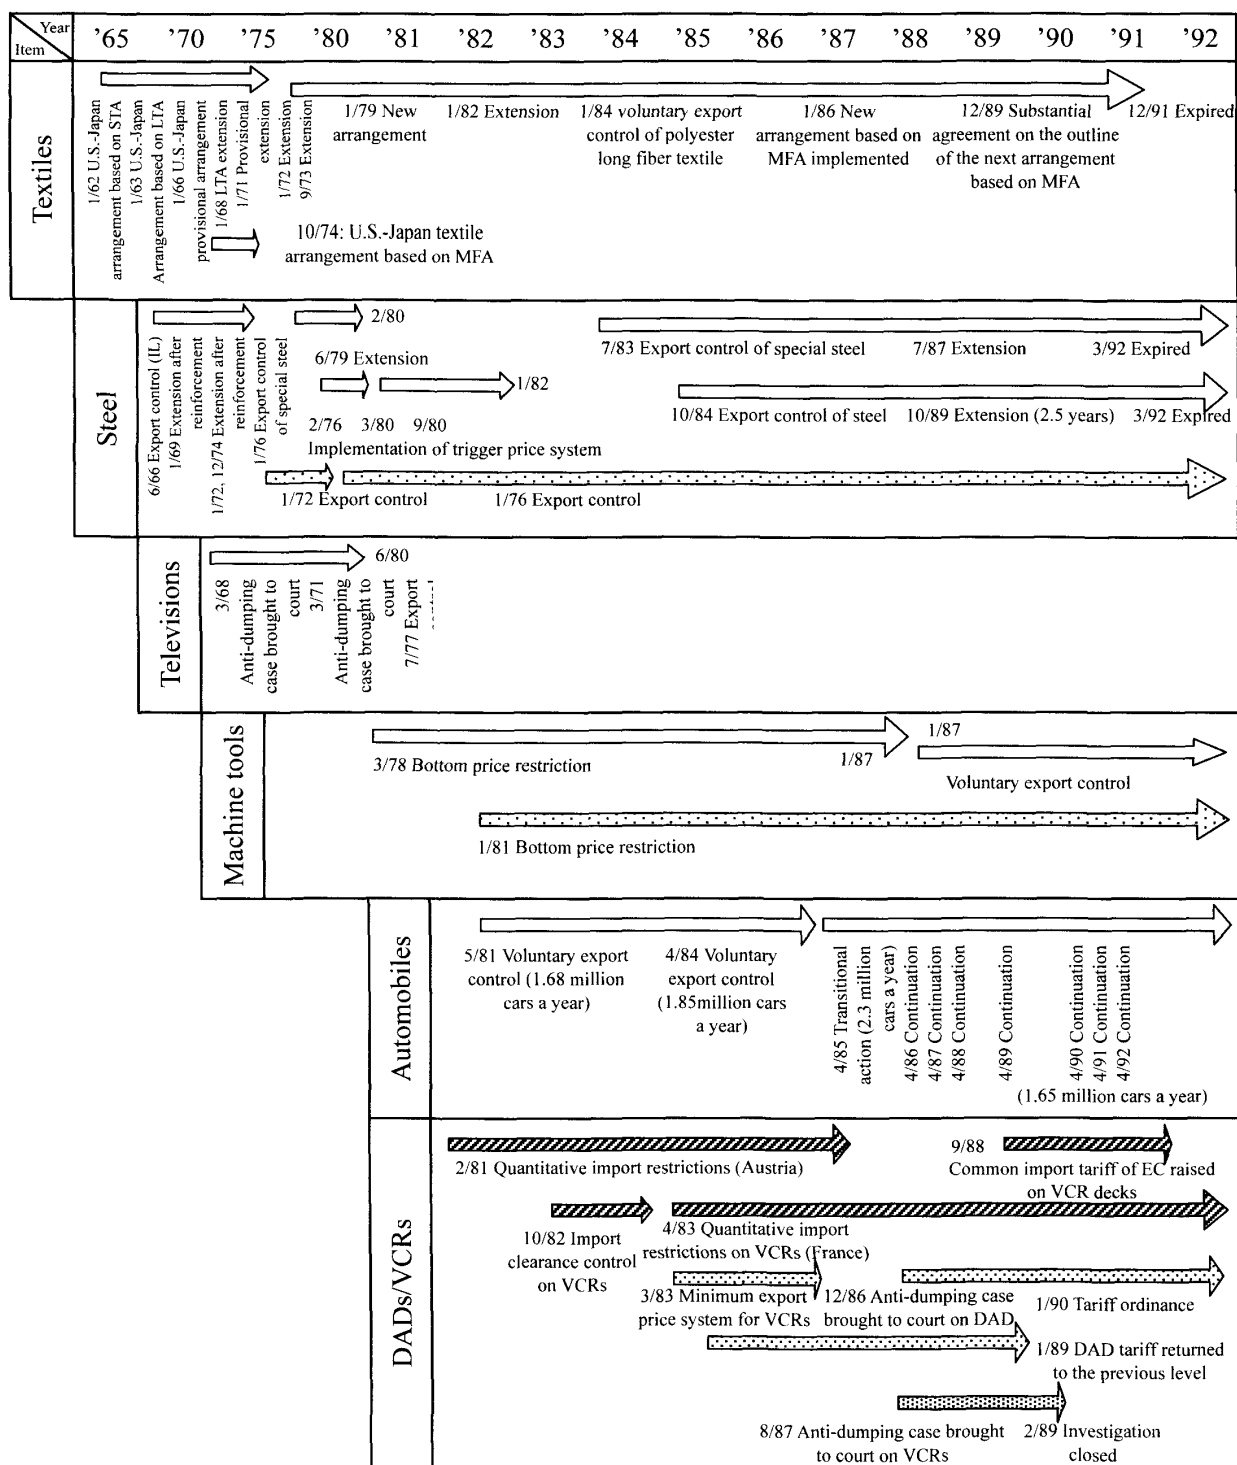 Year
Item
'65 '70 '75 '80 '81 '82 '83 '84 '85 '86 '87 '88 '89 '90 '91 '92
Textiles
1/62 U.S.-Japan
arrangement based on STA
1/63 U.S.-Japan
Arrangement based on LTA
1/66 U.S.-Japan
provisional arrangement
1/68 LTA extension
1/71 Provisional
extension
1/72 Extension
9/73 Extension
1/79 New
arrangement
1/82 Extension
1/84 voluntary export
control of polyester
long fiber textile
1/86 New
arrangement based on
MFA implemented
12/89 Substantial
agreement on the outline
of the next arrangement
based on MFA
12/91 Expired
10/74: U.S.-Japan textile
arrangement based on MFA
Steel
6/66 Export control (IL)
1/69 Extension after
reinforcement
1/72, 12/74 Extension after
reinforcement
1/76 Export control
of special steel
2/80
6/79 Extension
1/82
2/76 3/80 9/80
Implementation of trigger price system
7/83 Export control of special steel
7/87 Extension
3/92 Expired
10/84 Export control of steel
10/89 Extension (2.5 years)
3/92 Expired
1/72 Export control
1/76 Export control
Televisions
3/68
Anti-dumping
case brought to
court
3/71
Anti-dumping
case brought to
court
7/77 Export
6/80
Machine tools
3/78 Bottom price restriction
1/87
1/87
Voluntary export control
1/81 Bottom price restriction
Automobiles
5/81 Voluntary export
control (1.68 million
cars a year)
4/84 Voluntary
export control
(1.85million cars
a year)
4/85 Transitional
action (2.3 million
cars a year)
4/86 Continuation
4/87 Continuation
4/88 Continuation
4/89 Continuation
4/90 Continuation
4/91 Continuation
4/92 Continuation
(1.65 million cars a year)
DADs/VCRs
2/81 Quantitative import restrictions (Austria)
9/88
Common import tariff of EC raised
on VCR decks
10/82 Import
clearance control
on VCRs
4/83 Quantitative import
restrictions on VCRs (France)
3/83 Minimum export
price system for VCRs
12/86 Anti-dumping case
brought to court on DAD
1/90 Tariff ordinance
1/89 DAD tariff returned
to the previous level
8/87 Anti-dumping case brought
to court on VCRs
2/89 Investigation
closed